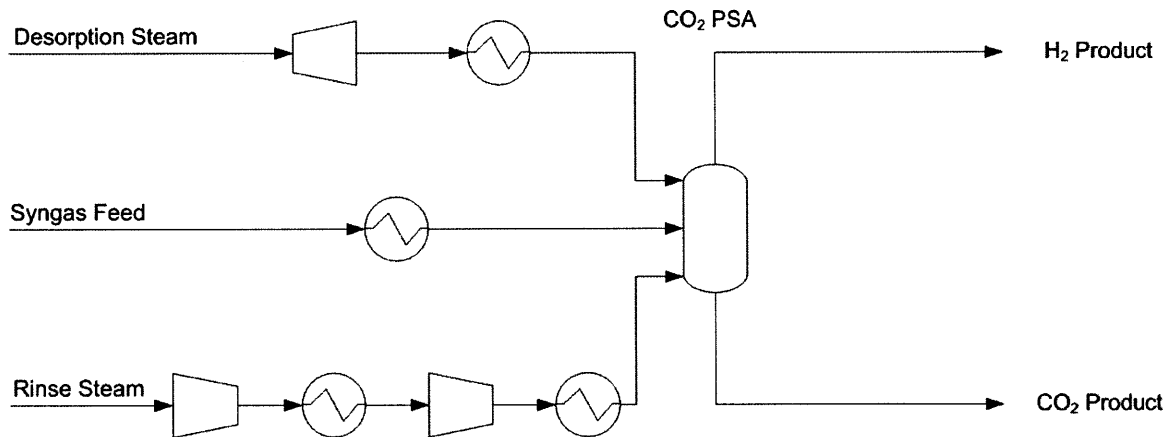 CO₂ PSA
Desorption Steam
H₂ Product
Syngas Feed
Rinse Steam
CO₂ Product